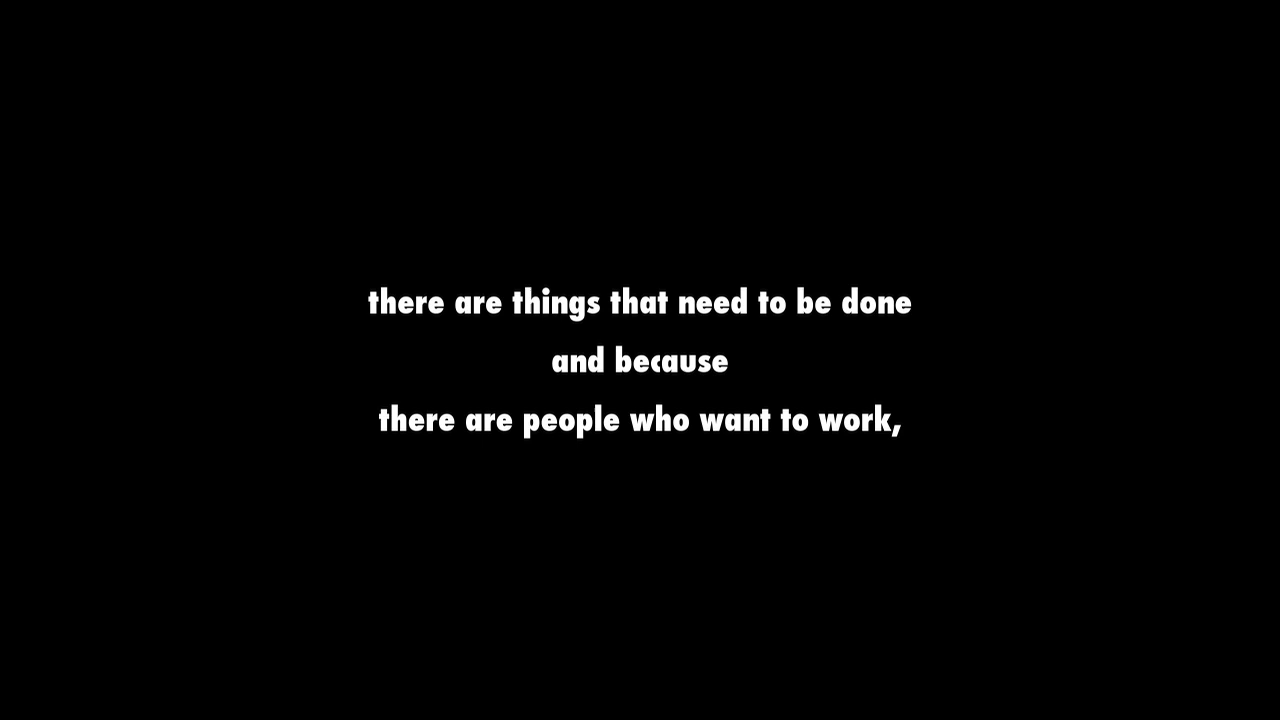 there are things that need to be done
and because
there are people who want to work,